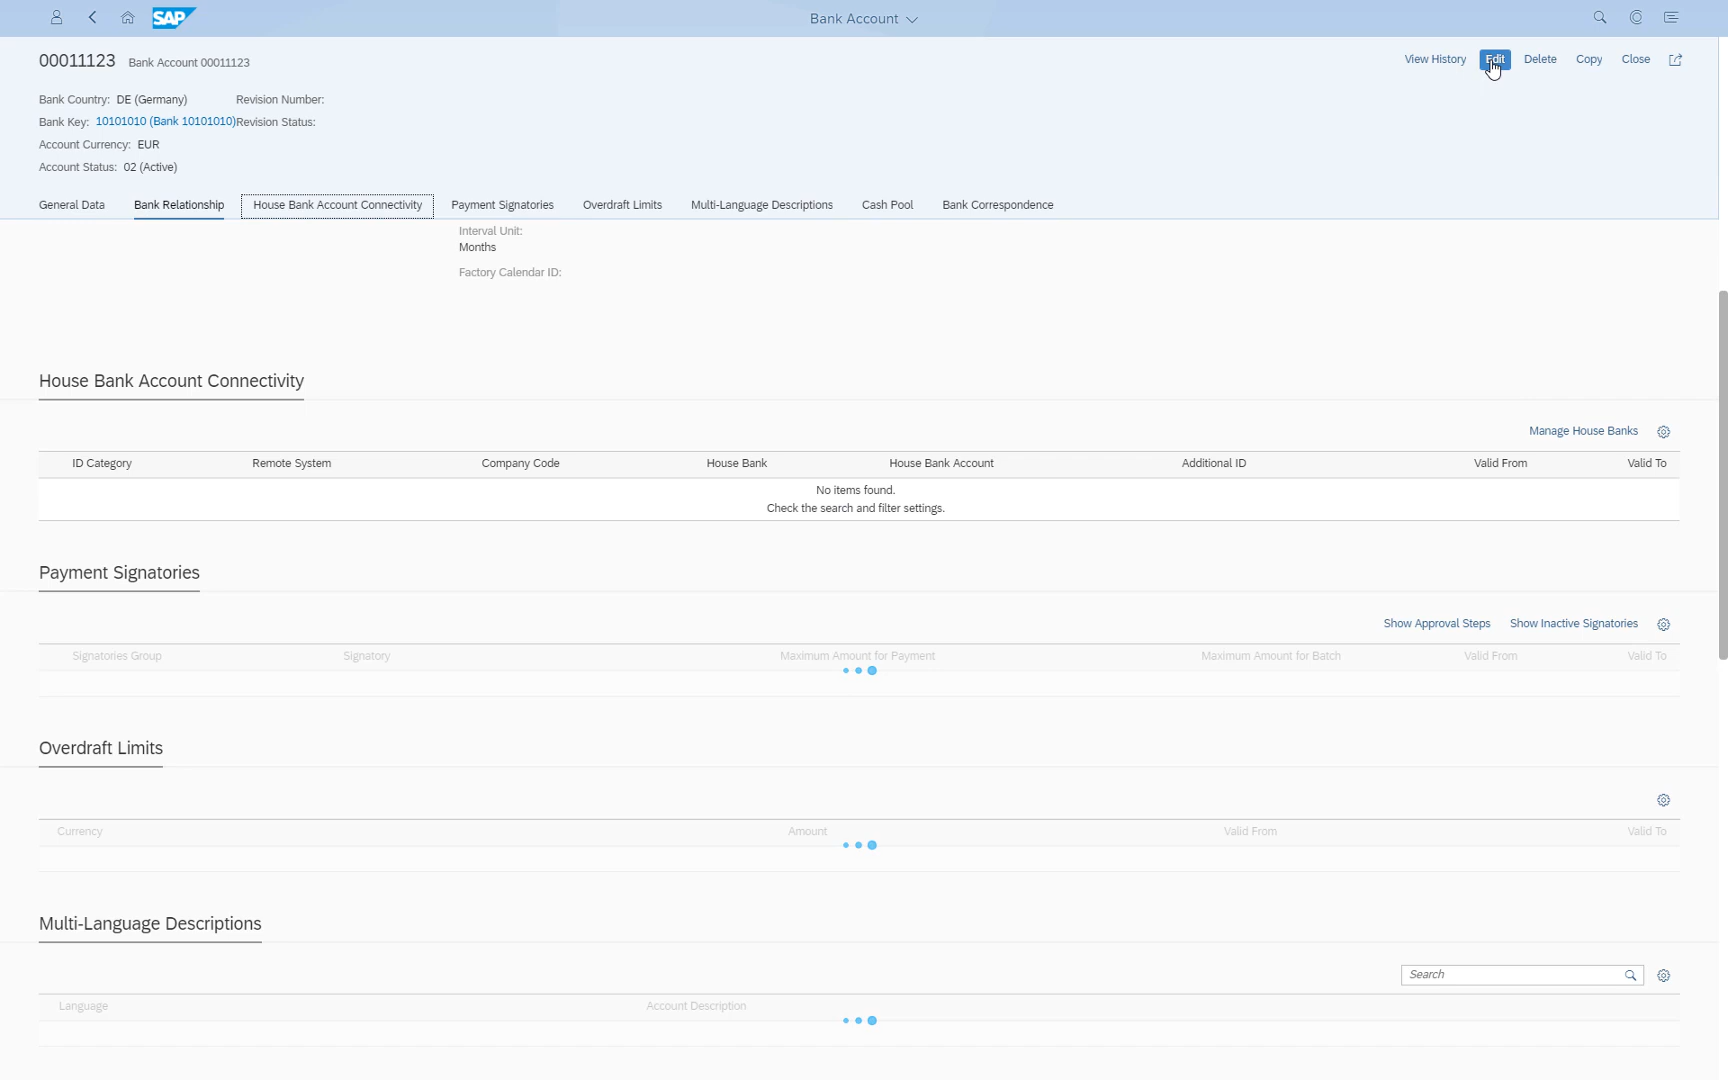 SAP
Bank Account
00011123 Bank Account 00011123
View History Edit Delete Copy Close
Bank Country: DE (Germany) Revision Number:
Bank Key: 10101010 (Bank 10101010) Revision Status:
Account Currency: EUR
Account Status: 02 (Active)
General Data Bank Relationship House Bank Account Connectivity Payment Signatories Overdraft Limits Multi-Language Descriptions Cash Pool Bank Correspondence
Interval Unit:
Months
Factory Calendar ID:
House Bank Account Connectivity
Manage House Banks
ID Category Remote System Company Code House Bank House Bank Account Additional ID Valid From Valid To
No items found.
Check the search and filter settings.
Payment Signatories
Show Approval Steps Show Inactive Signatories
Signatories Group Signatory Maximum Amount for Payment Maximum Amount for Batch Valid From Valid To
Overdraft Limits
Currency Amount Valid From Valid To
Multi-Language Descriptions
Search
Language Account Description